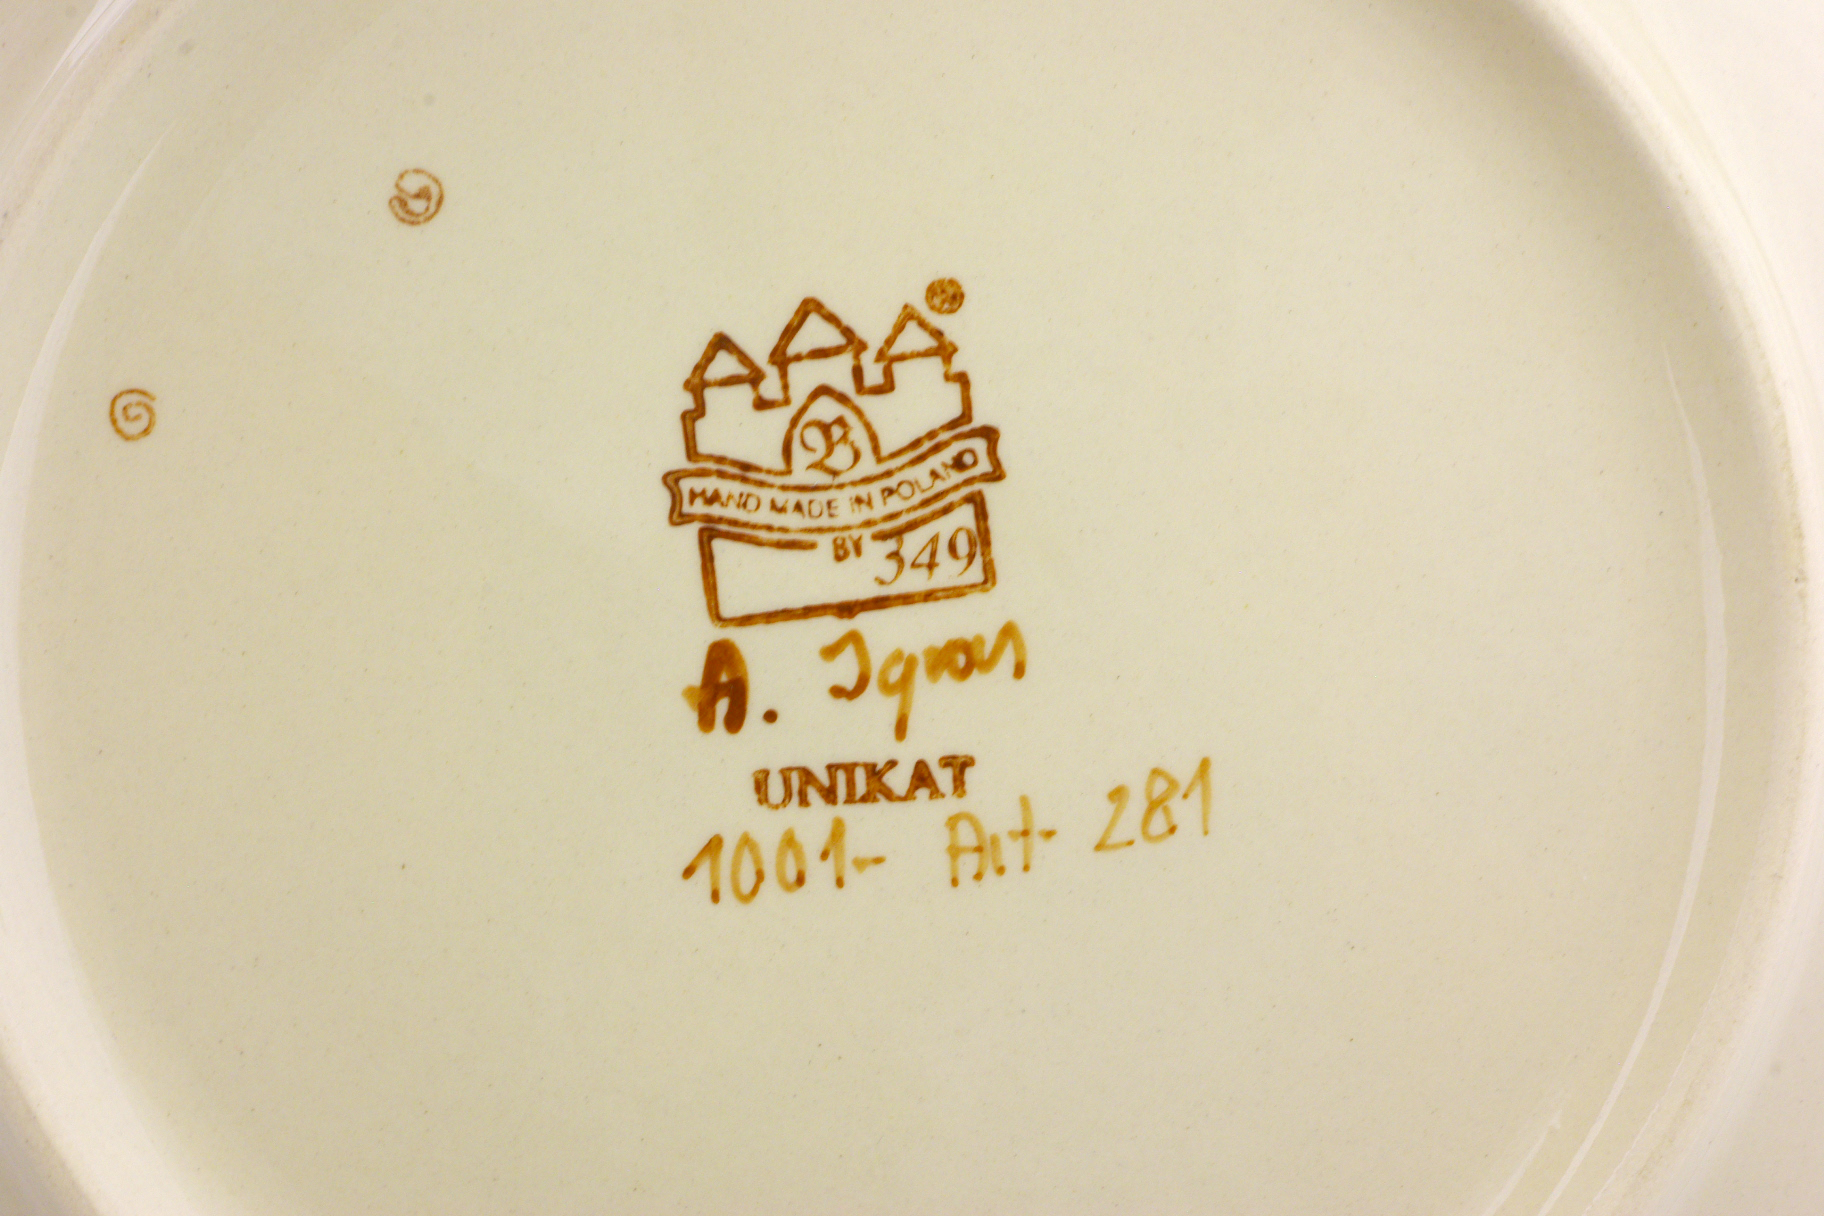 B
HAND MADE IN POLAND
BY 349
A. Igras
UNIKAT
1001- Art- 281